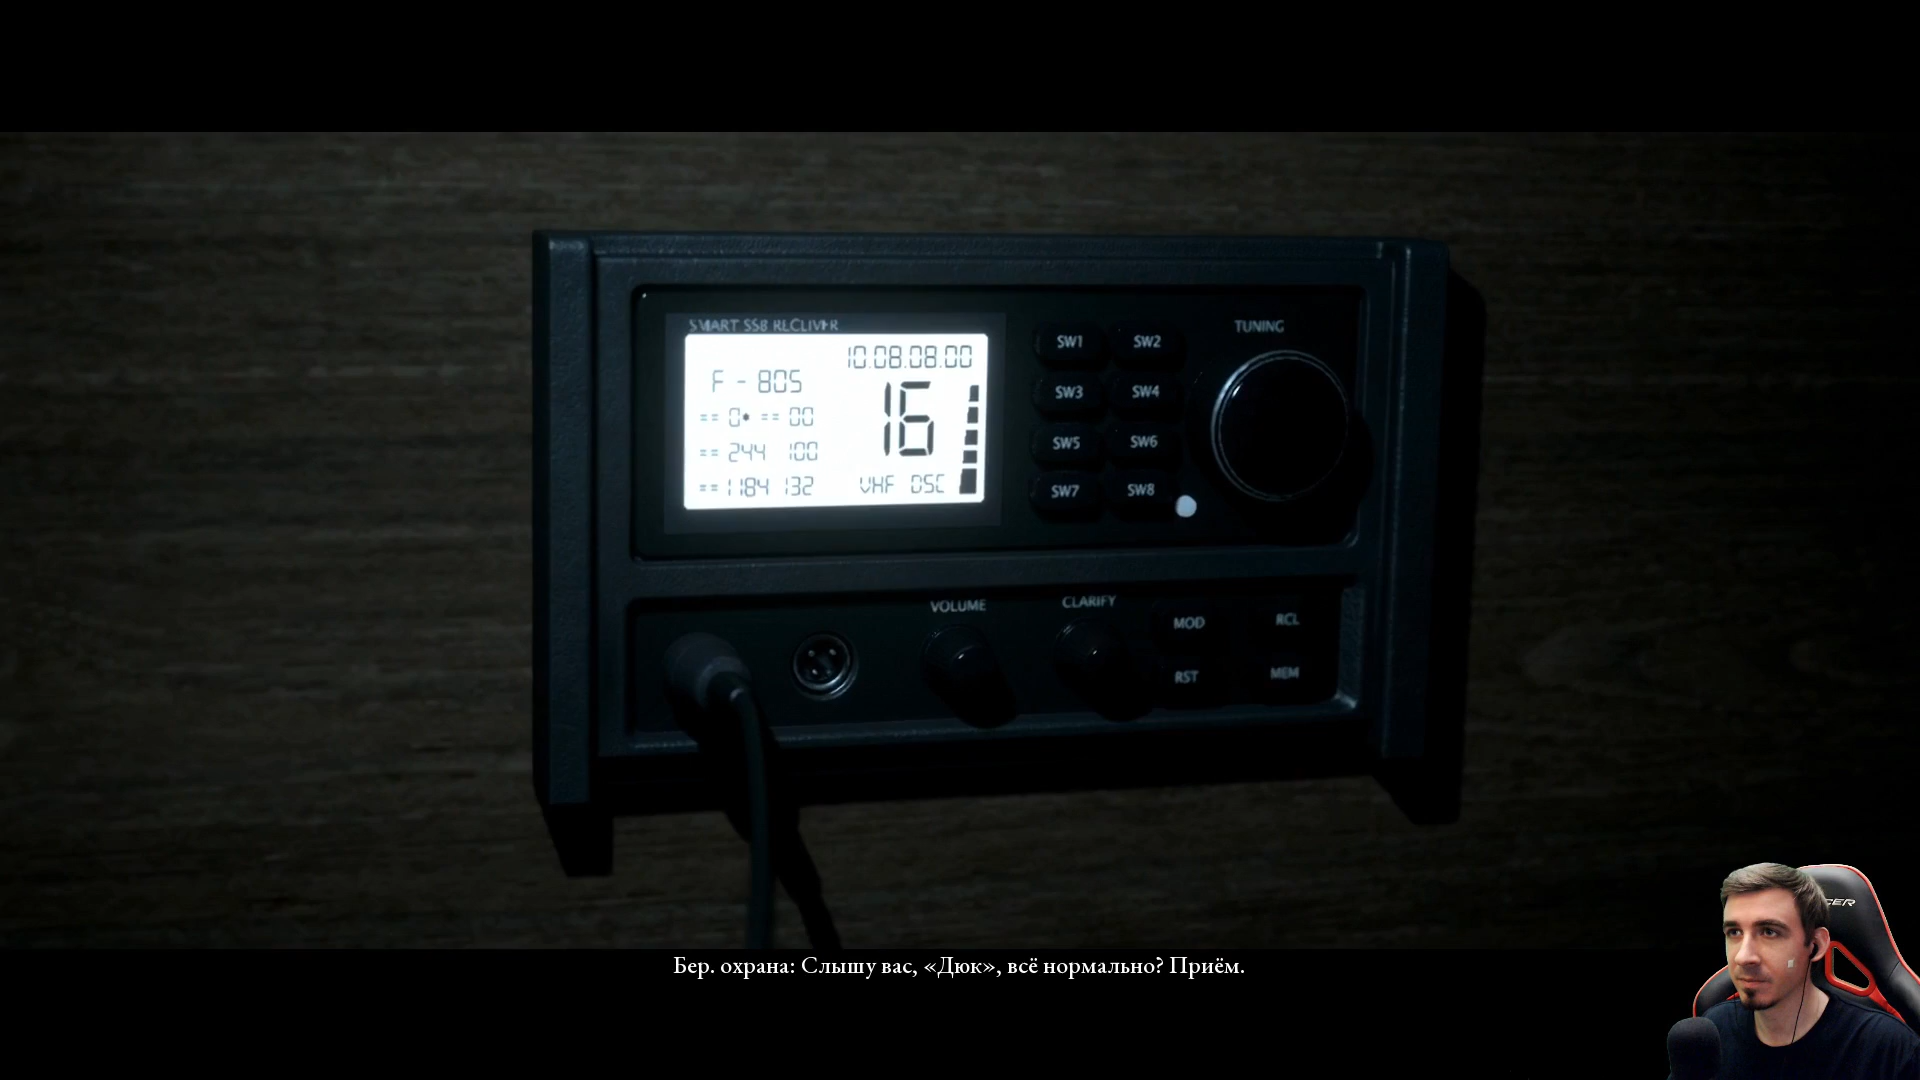 SMART SSB RECEIVER
10.08.08.00
F - 805
16
== 0• == 00
== 244 100
== 1184 132
VHF DSC
SW1 SW2
SW3 SW4
SW5 SW6
SW7 SW8
TUNING
VOLUME
CLARIFY
MOD
RCL
RST
MEM
Бер. охрана: Слышу вас, «Дюк», всё нормально? Приём.